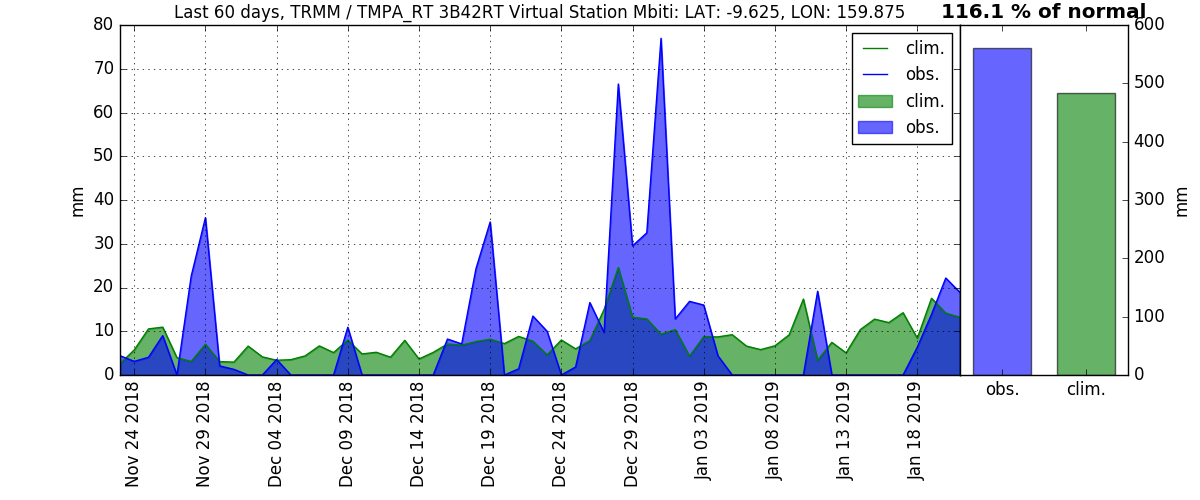 Last 60 days, TRMM / TMPA_RT 3B42RT Virtual Station Mbiti: LAT: -9.625, LON: 159.875
116.1 % of normal
80
70
60
50
40
30
20
10
0
mm
clim.
obs.
clim.
obs.
Nov 24 2018
Nov 29 2018
Dec 04 2018
Dec 09 2018
Dec 14 2018
Dec 19 2018
Dec 24 2018
Dec 29 2018
Jan 03 2019
Jan 08 2019
Jan 13 2019
Jan 18 2019
600
500
400
300
200
100
0
mm
obs.
clim.